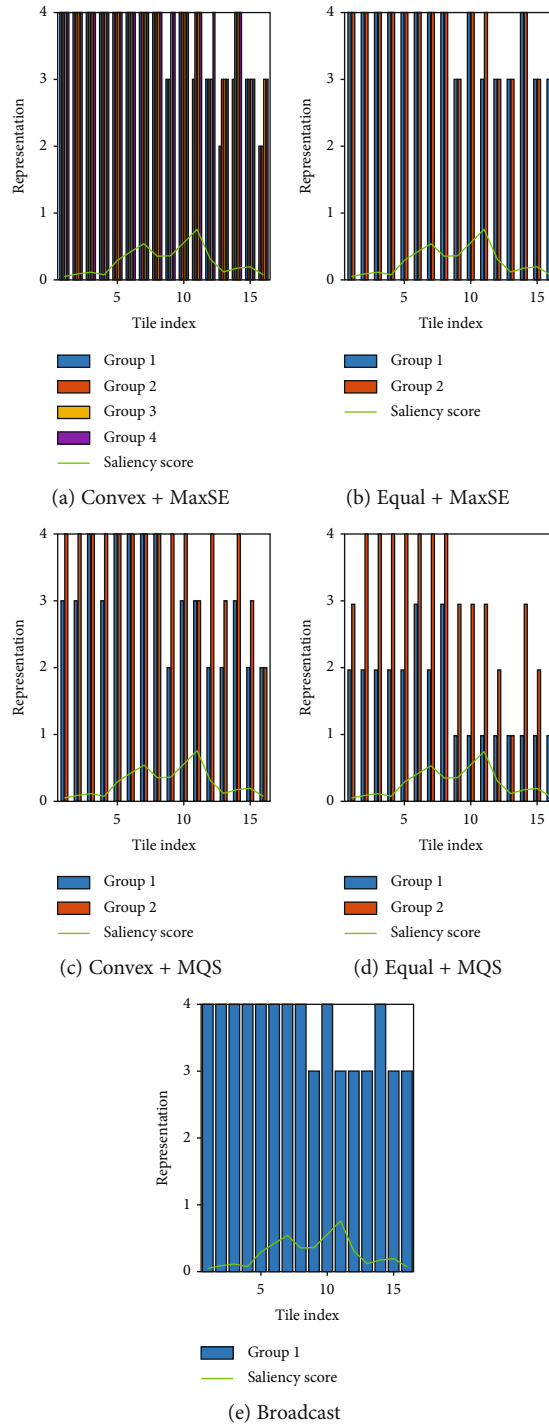 4
3
2
1
0
Representation
5
10
15
Tile index
Group 1
Group 2
Group 3
Group 4
Saliency score
(a) Convex + MaxSE
4
3
2
1
0
Representation
5
10
15
Tile index
Group 1
Group 2
Saliency score
(b) Equal + MaxSE
4
3
2
1
0
Representation
5
10
15
Tile index
Group 1
Group 2
Saliency score
(c) Convex + MQS
4
3
2
1
0
Representation
5
10
15
Tile index
Group 1
Group 2
Saliency score
(d) Equal + MQS
4
3
2
1
0
Representation
5
10
15
Tile index
Group 1
Saliency score
(e) Broadcast